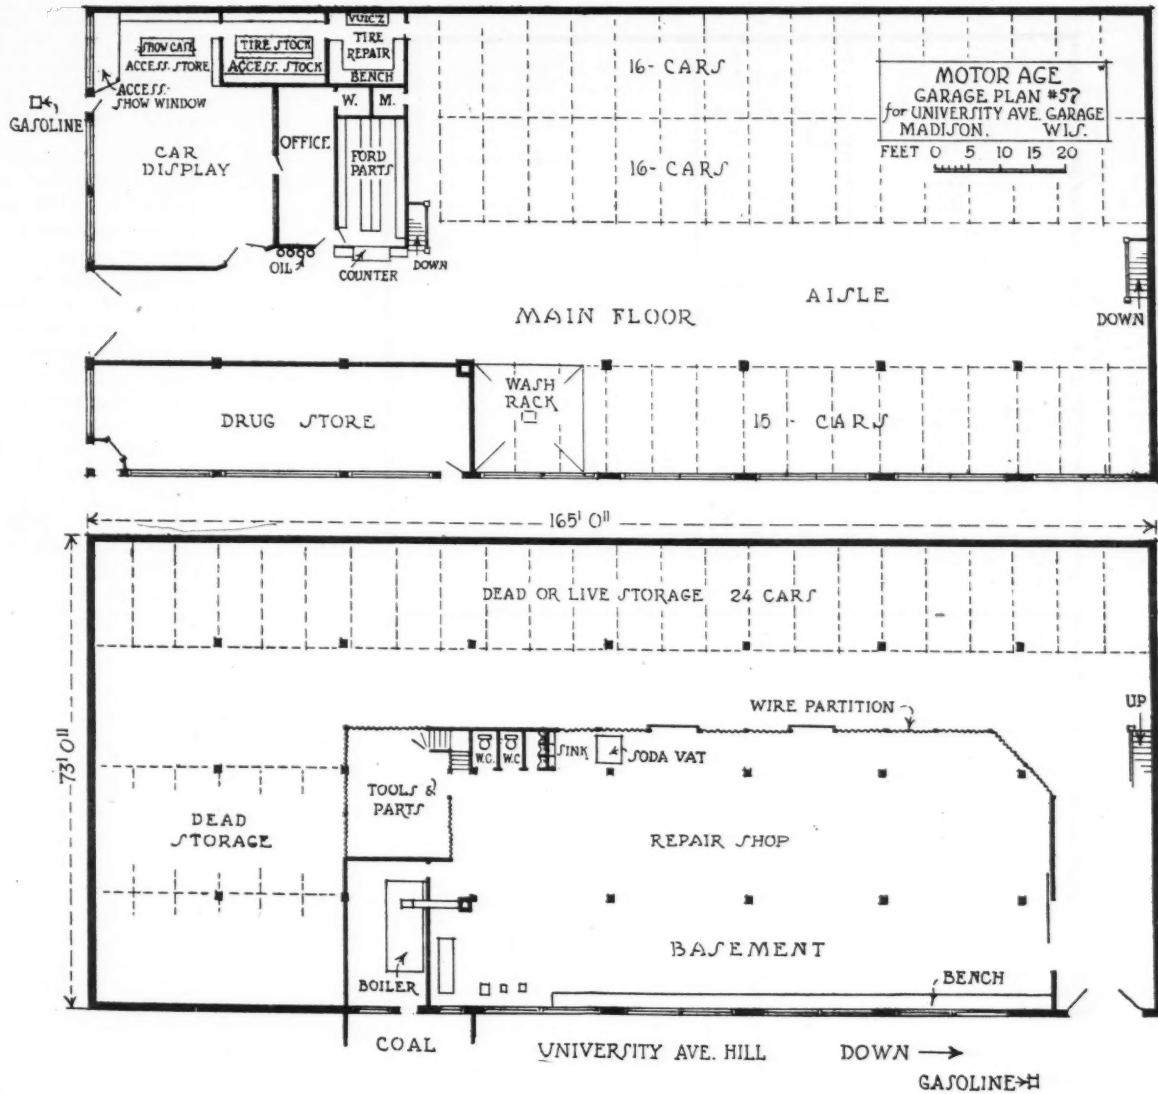 VULC'Z
SHOW CASE
ACCESS. STORE
TIRE STOCK
ACCESS. STOCK
TIRE
REPAIR
BENCH
ACCESS.
SHOW WINDOW
GASOLINE
CAR
DISPLAY
OFFICE
W.
M.
FORD
PARTS
OIL
COUNTER
DOWN
16- CARS
16- CARS
MOTOR AGE
GARAGE PLAN #57
for UNIVERSITY AVE. GARAGE
MADISON. WIS.
FEET 0 5 10 15 20
AISLE
MAIN FLOOR
DOWN
DRUG STORE
WASH
RACK
15 - CARS
165' 0"
73' 0"
DEAD OR LIVE STORAGE 24 CARS
WIRE PARTITION
UP
W.C.
W.C
SINK
SODA VAT
TOOLS &
PARTS
DEAD
STORAGE
REPAIR SHOP
BASEMENT
BOILER
BENCH
COAL
UNIVERSITY AVE. HILL DOWN
GASOLINE